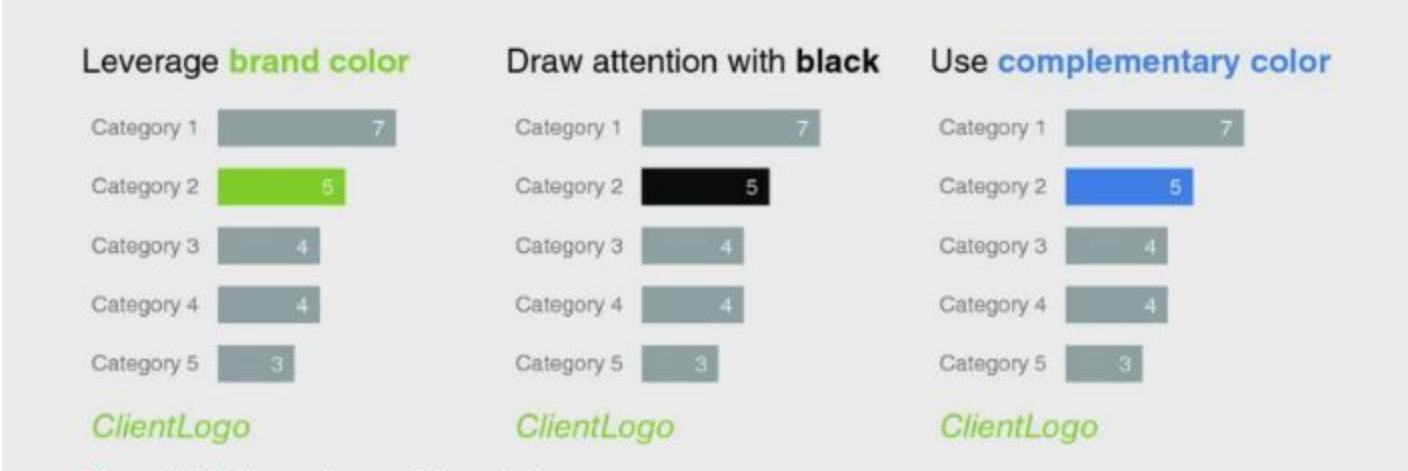 Leverage brand color
Category 1 7
Category 2 5
Category 3 4
Category 4 4
Category 5 3
ClientLogo
Draw attention with black
Category 1 7
Category 2 5
Category 3 4
Category 4 4
Category 5 3
ClientLogo
Use complementary color
Category 1 7
Category 2 5
Category 3 4
Category 4 4
Category 5 3
ClientLogo